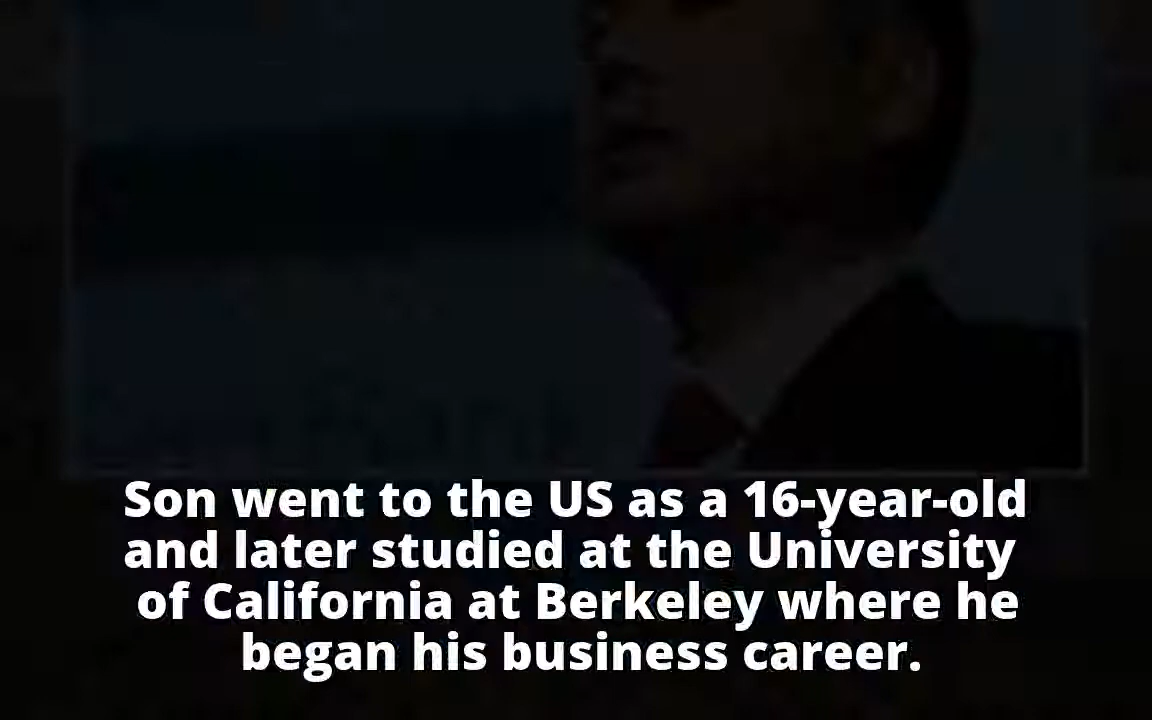 Son went to the US as a 16-year-old
and later studied at the University
of California at Berkeley where he
began his business career.